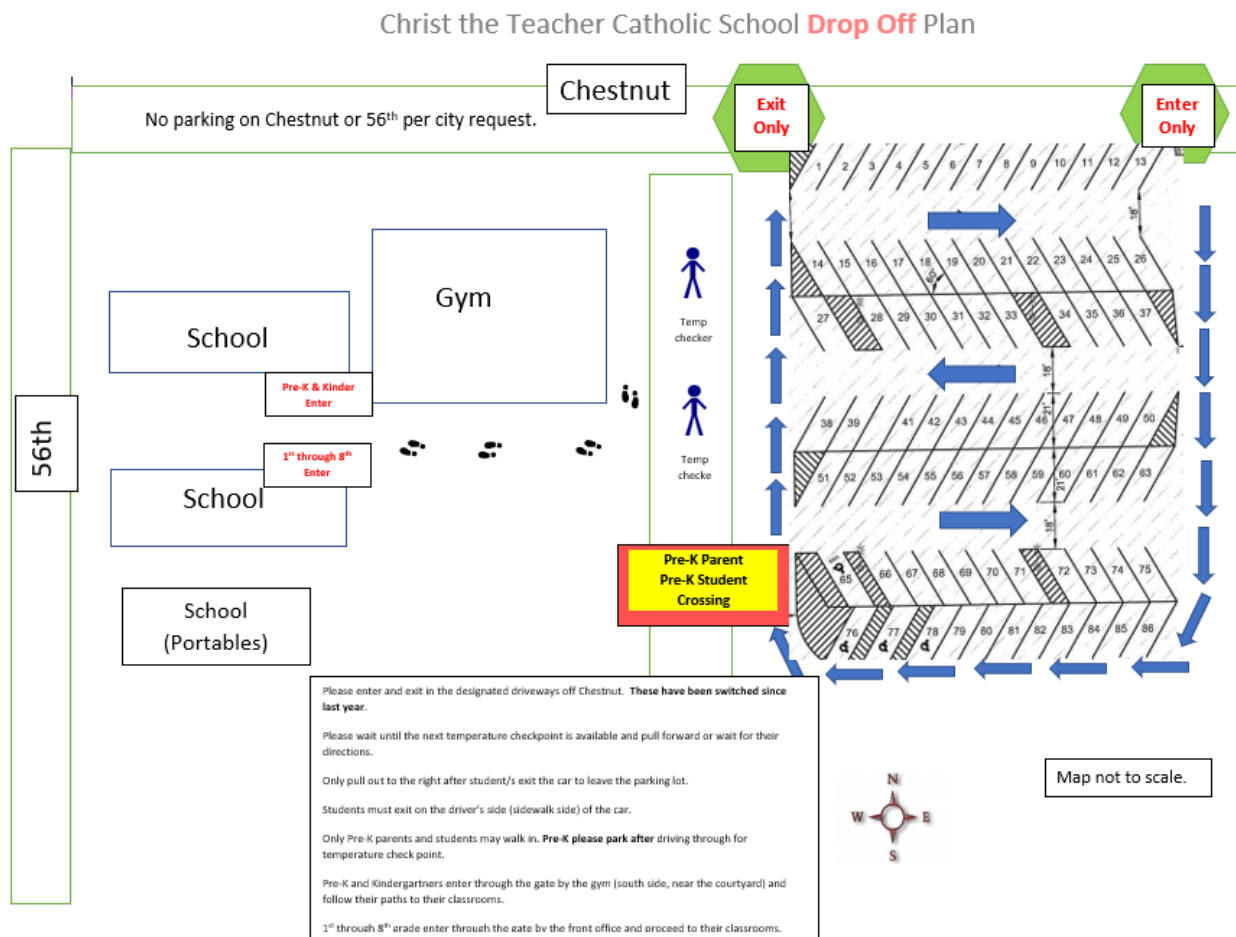 Christ the Teacher Catholic School Drop Off Plan
Chestnut
No parking on Chestnut or 56th per city request.
Exit
Only
Enter
Only
1 2 3 4 5 6 7 8 9 10 11 12 13
18"
14 15 16 17 18 19 20 21 22 23 24 25 26
60°
27 28 29 30 31 32 33 34 35 36 37
18"
38 39 41 42 43 44 45 46 47 48 49 50
21"
51 52 53 54 55 56 57 58 59 60 61 62 63
21"
18"
65 66 67 68 69 70 71 72 73 74 75
76 77 78 79 80 81 82 83 84 85 86
56th
School
Gym
Pre-K & Kinder
Enter
1st through 8th
Enter
School
School
(Portables)
Temp
checker
Temp
checke
Pre-K Parent
Pre-K Student
Crossing
Please enter and exit in the designated driveways off Chestnut. These have been switched since
last year.
Please wait until the next temperature checkpoint is available and pull forward or wait for their
directions.
Only pull out to the right after student/s exit the car to leave the parking lot.
Students must exit on the driver's side (sidewalk side) of the car.
Only Pre-K parents and students may walk in. Pre-K please park after driving through for
temperature check point.
Pre-K and Kindergartners enter through the gate by the gym (south side, near the courtyard) and
follow their paths to their classrooms.
1st through 8th grade enter through the gate by the front office and proceed to their classrooms.
N
W E
S
Map not to scale.